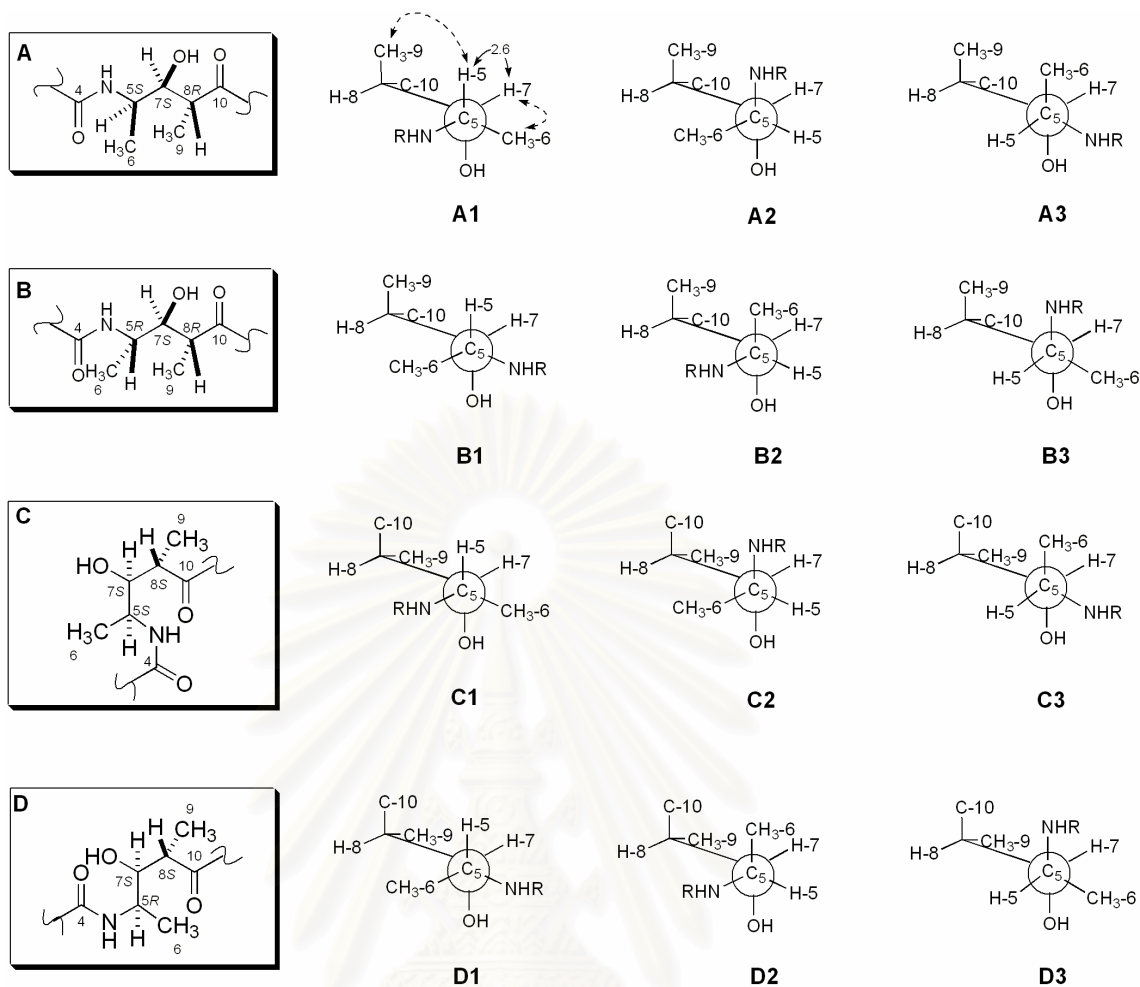 A
H OH O
H
N 5S 8R
4 7S 10
O H
H₃C H₃C H
6 9
CH₃-9
2.6
H-5
C-10 H-7
H-8
C₅
RHN CH₃-6
OH
A1
CH₃-9
NHR
C-10 H-7
H-8
C₅
CH₃-6 H-5
OH
A2
CH₃-9
CH₃-6
C-10 H-7
H-8
C₅
H-5 NHR
OH
A3
B
H OH O
H
N 5R 8R
4 7S 10
O H₃C H H₃C H
6 9
CH₃-9
H-5
C-10 H-7
H-8
C₅
CH₃-6 NHR
OH
B1
CH₃-9
CH₃-6
C-10 H-7
H-8
C₅
RHN H-5
OH
B2
CH₃-9
NHR
C-10 H-7
H-8
C₅
H-5 CH₃-6
OH
B3
C
9
H H CH₃
HO 10
7S 8S
5S O
H₃C NH
6 H
4
O
C-10
H-5
CH₃-9 H-7
H-8
C₅
RHN CH₃-6
OH
C1
C-10
NHR
CH₃-9 H-7
H-8
C₅
CH₃-6 H-5
OH
C2
C-10
CH₃-6
CH₃-9 H-7
H-8
C₅
H-5 NHR
OH
C3
D
9
H H CH₃
HO 10
O 7S 8S
5R O
4 N CH₃
H H 6
C-10
H-5
CH₃-9 H-7
H-8
C₅
CH₃-6 NHR
OH
D1
C-10
CH₃-6
CH₃-9 H-7
H-8
C₅
RHN H-5
OH
D2
C-10
NHR
CH₃-9 H-7
H-8
C₅
H-5 CH₃-6
OH
D3